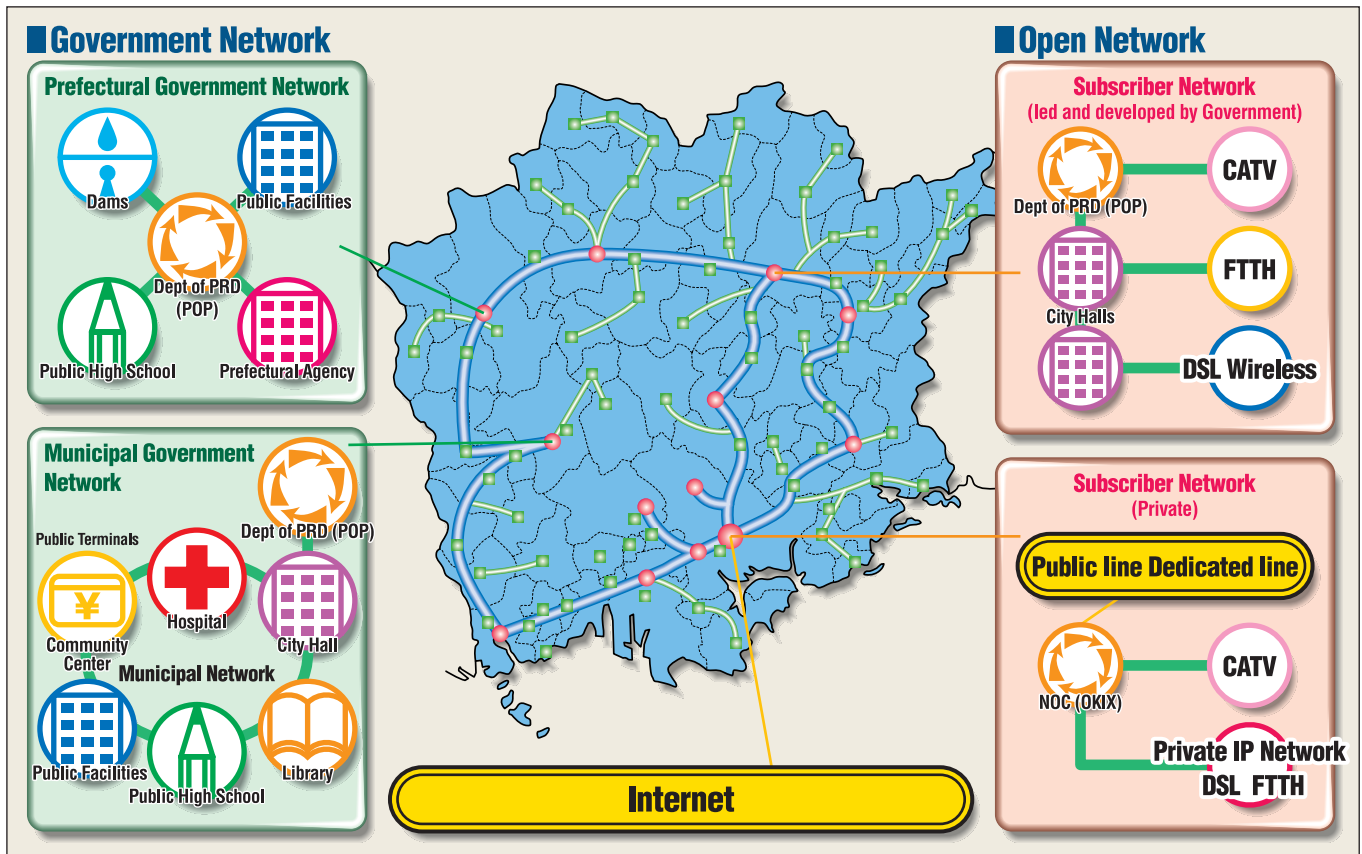 Government Network
Prefectural Government Network
Dams
Public Facilities
Dept of PRD
(POP)
Public High School
Prefectural Agency
Municipal Government
Network
Dept of PRD (POP)
Public Terminals
¥
Hospital
Community
Center
City Hall
Municipal Network
Public Facilities
Public High School
Library
Internet
Open Network
Subscriber Network
(led and developed by Government)
CATV
Dept of PRD (POP)
FTTH
City Halls
DSL Wireless
Subscriber Network
(Private)
Public line Dedicated line
CATV
NOC (OKIX)
Private IP Network
DSL FTTH